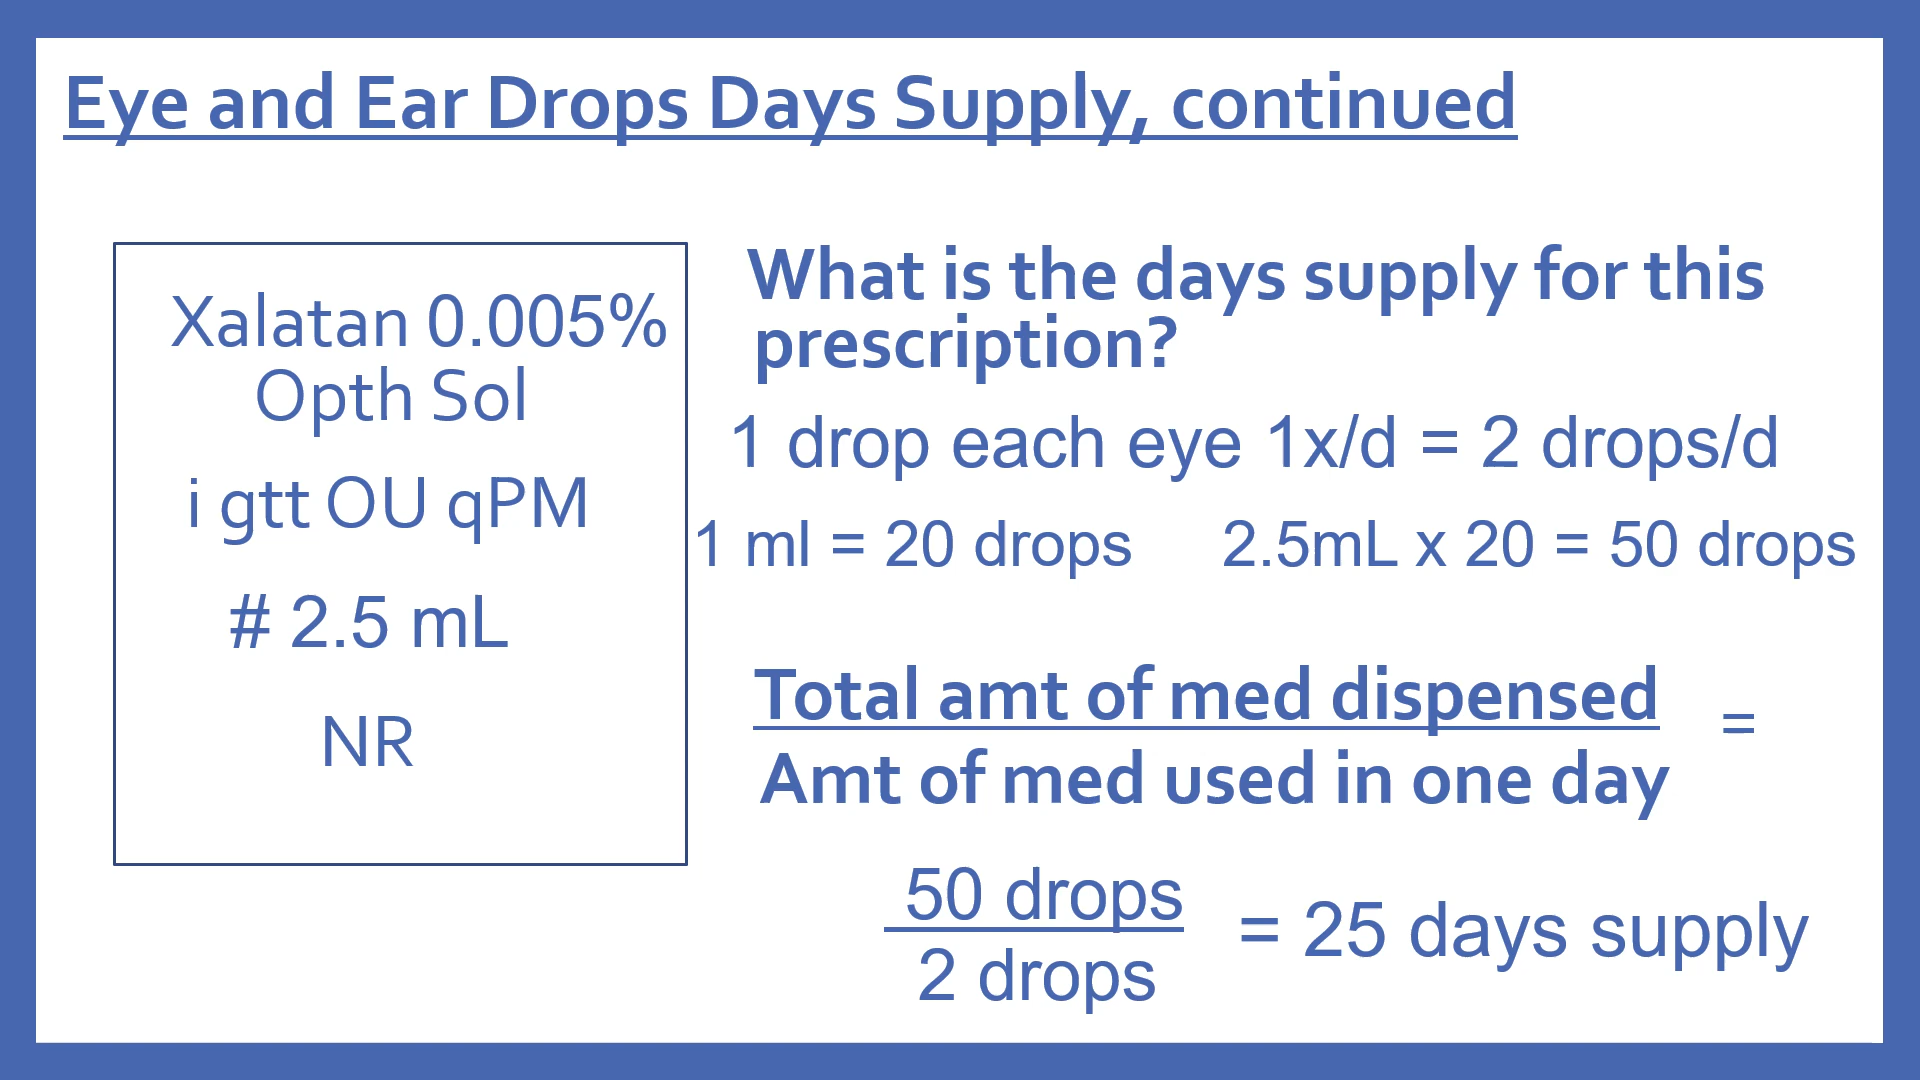 Eye and Ear Drops Days Supply, continued
Xalatan 0.005%
Opth Sol
i gtt OU qPM
# 2.5 mL
NR
What is the days supply for this
prescription?
1 drop each eye 1x/d = 2 drops/d
1 ml = 20 drops 2.5mL x 20 = 50 drops
Total amt of med dispensed =
Amt of med used in one day
50 drops
= 25 days supply
2 drops